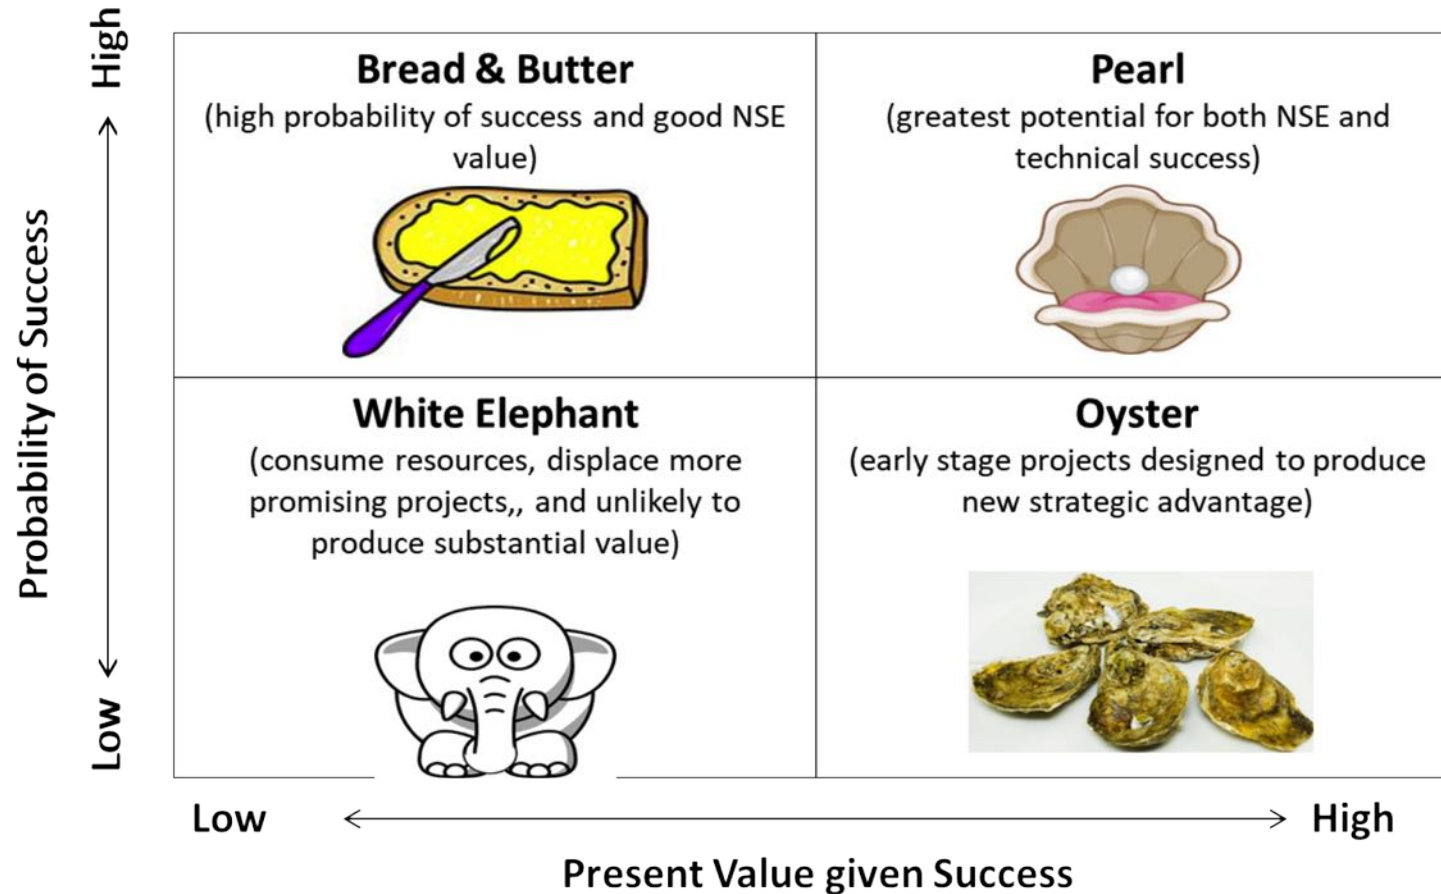 High
Probability of Success
Low
Bread & Butter
(high probability of success and good NSE
value)
Pearl
(greatest potential for both NSE and
technical success)
White Elephant
(consume resources, displace more
promising projects,, and unlikely to
produce substantial value)
Oyster
(early stage projects designed to produce
new strategic advantage)
Low
High
Present Value given Success